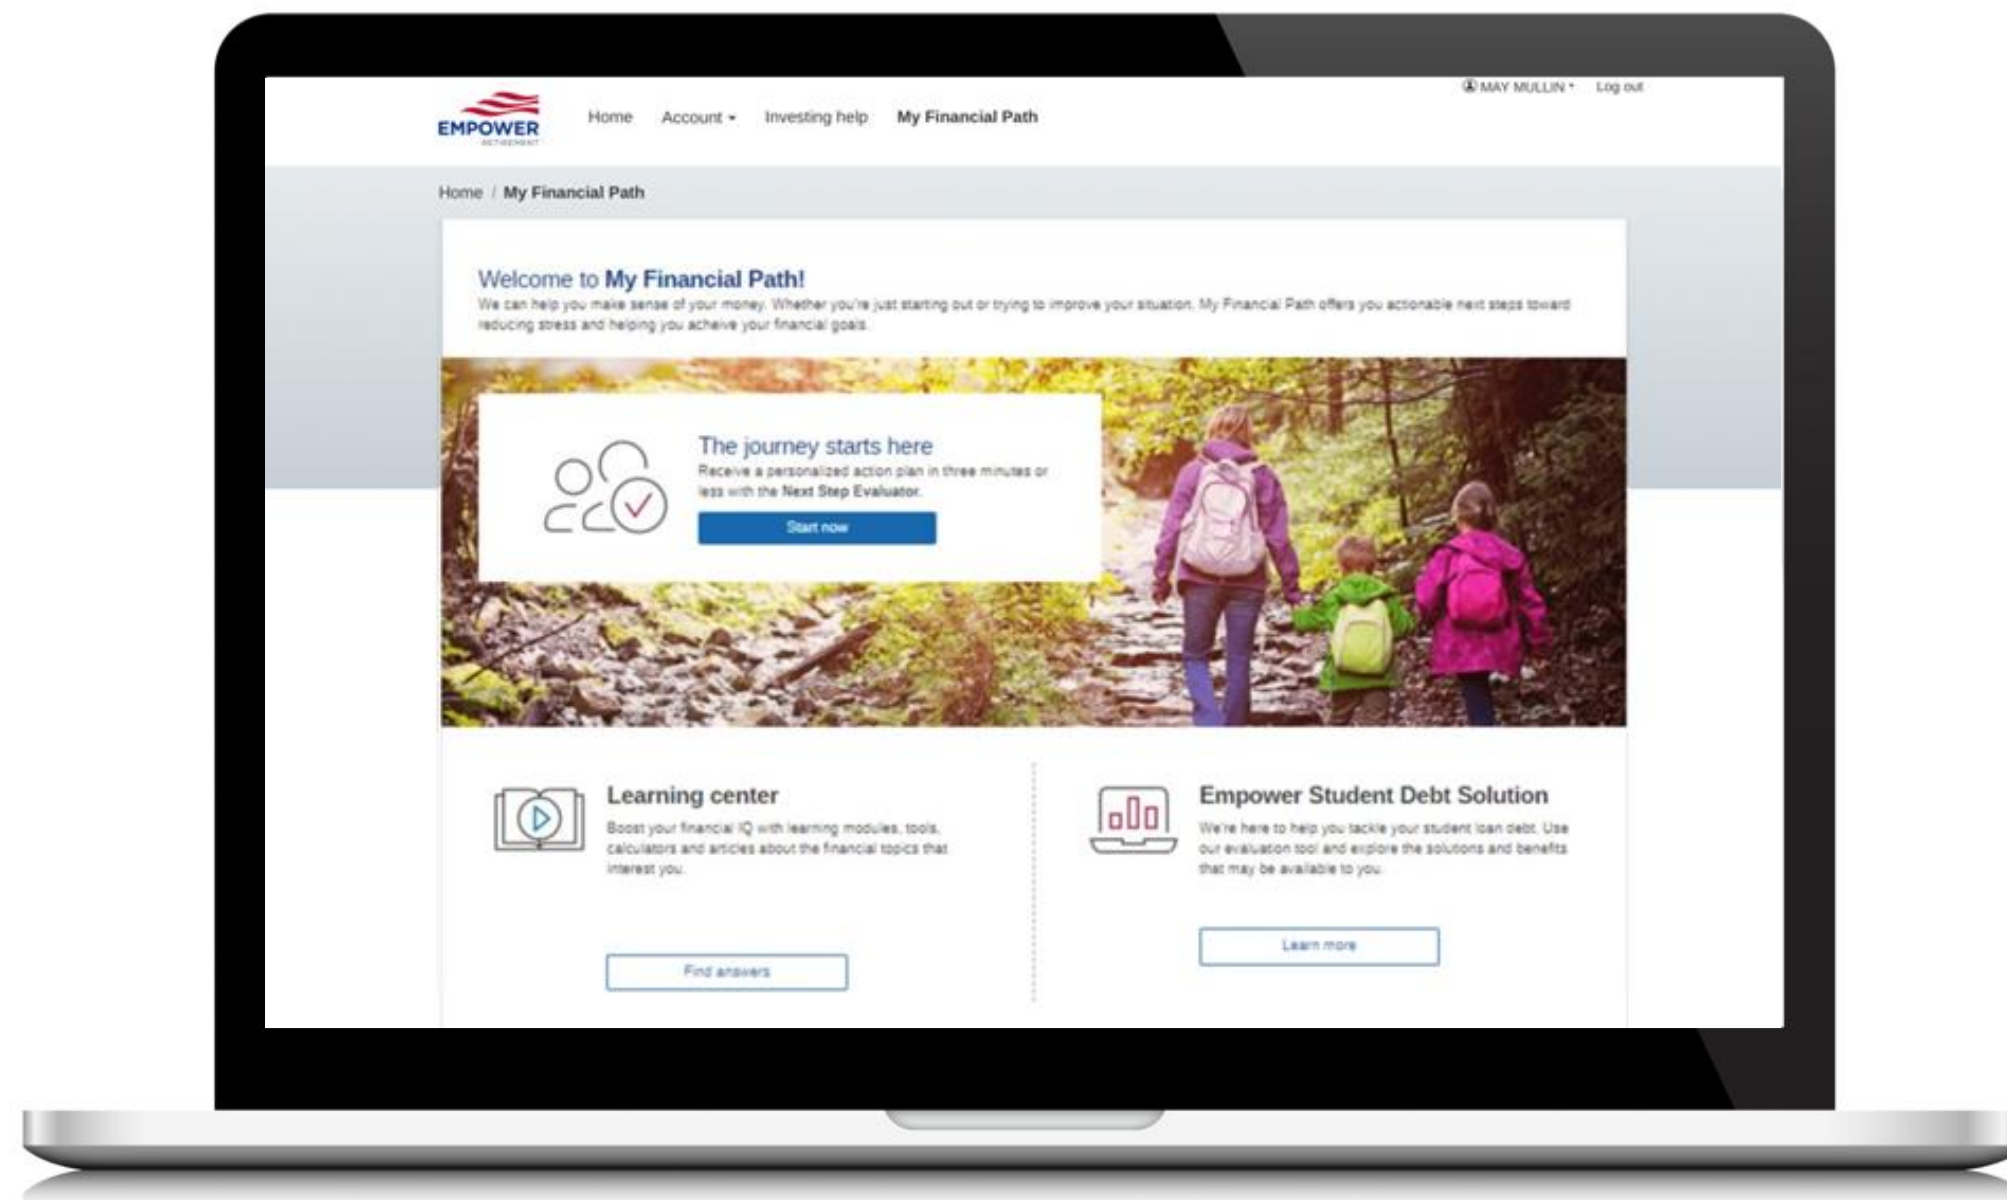 MAY MULLIN Log out
EMPOWER
RETIREMENT
Home Account Investing help My Financial Path
Home / My Financial Path
Welcome to My Financial Path!
We can help you make sense of your money. Whether you're just starting out or trying to improve your situation, My Financial Path offers you actionable next steps toward
reducing stress and helping you acheive your financial goals.
The journey starts here
Receive a personalized action plan in three minutes or
less with the Next Step Evaluator.
Start now
Learning center
Boost your financial IQ with learning modules, tools,
calculators and articles about the financial topics that
interest you.
Find answers
Empower Student Debt Solution
We're here to help you tackle your student loan debt. Use
our evaluation tool and explore the solutions and benefits
that may be available to you.
Learn more